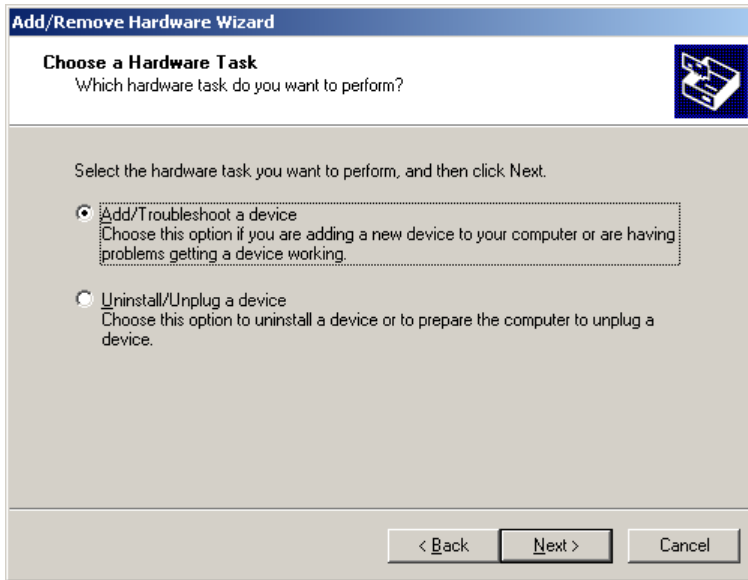 Add/Remove Hardware Wizard
Choose a Hardware Task
Which hardware task do you want to perform?
Select the hardware task you want to perform, and then click Next.
Add/Troubleshoot a device
Choose this option if you are adding a new device to your computer or are having
problems getting a device working.
Uninstall/Unplug a device
Choose this option to uninstall a device or to prepare the computer to unplug a
device.
< Back
Next >
Cancel